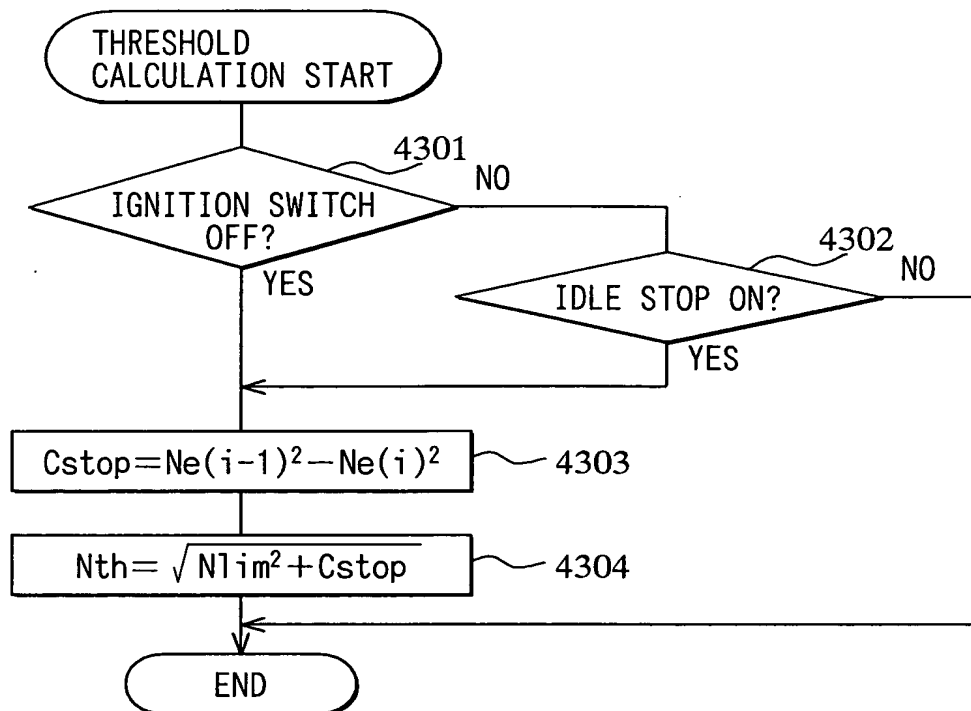 THRESHOLD
CALCULATION START
4301
NO
IGNITION SWITCH
OFF?
YES
4302
NO
IDLE STOP ON?
YES
Cstop=Ne(i-1)²−Ne(i)²
4303
Nth=√Nlim²+Cstop
4304
END